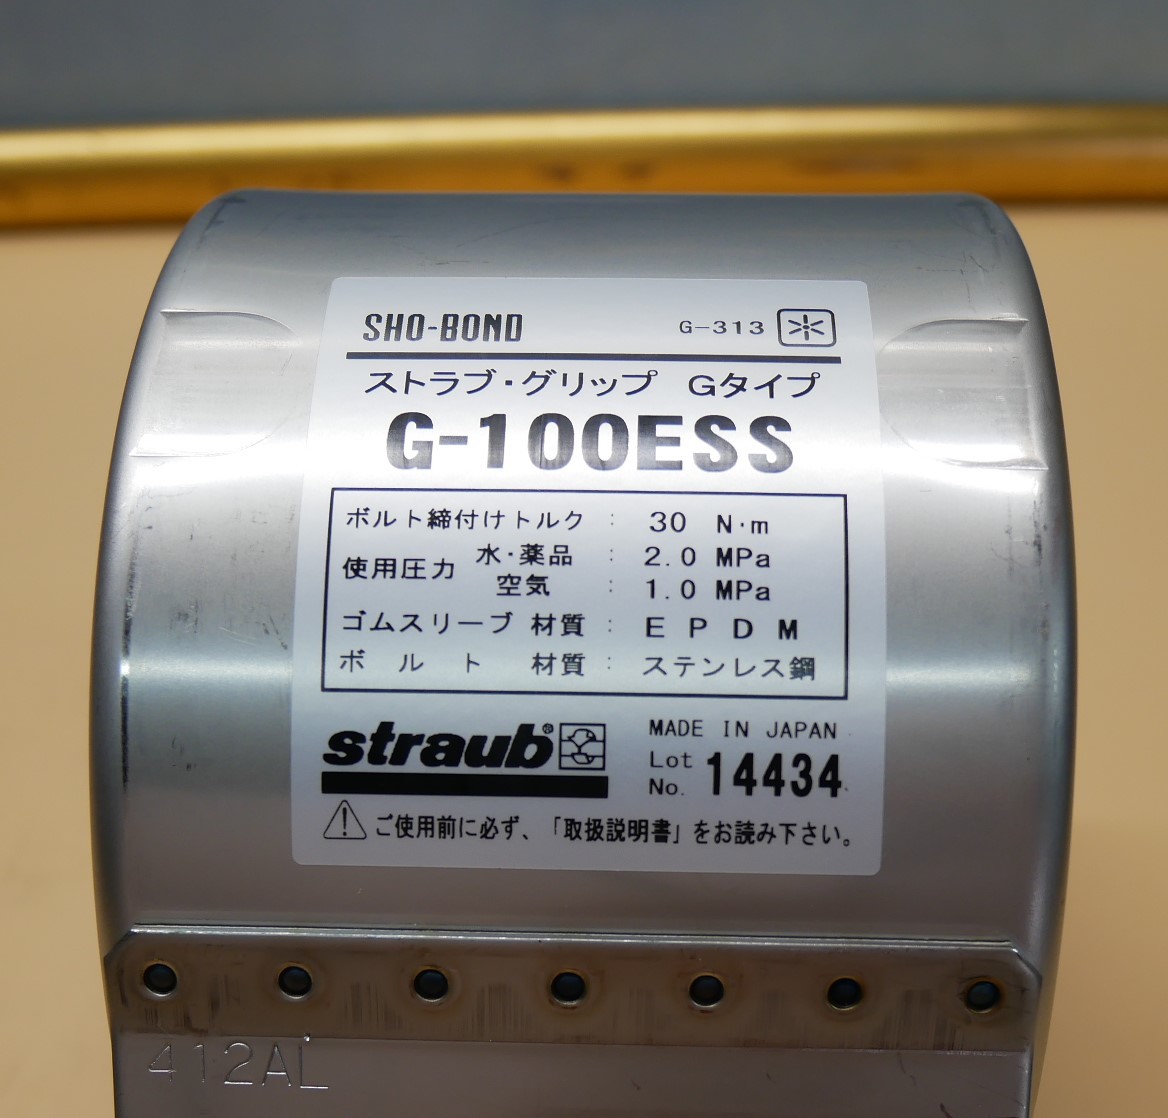 SHO-BOND G-313
ストラブ・グリップ Gタイプ
G-100ESS
ボルト締付けトルク : 30 N・m
使用圧力 水・薬品 : 2.0 MPa
空気 : 1.0 MPa
ゴムスリーブ 材質 : EPDM
ボルト 材質 : ステンレス鋼
straub®
MADE IN JAPAN
Lot No. 14434
ご使用前に必ず、「取扱説明書」をお読み下さい。
412AL